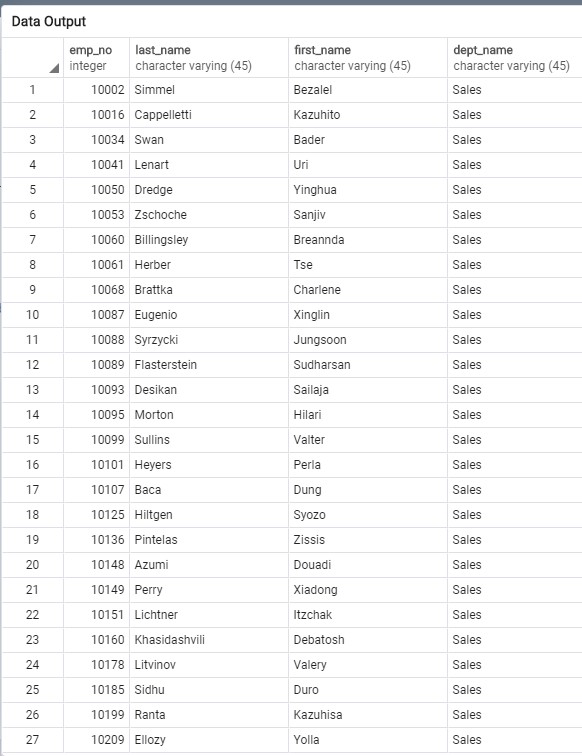 Data Output
emp_no last_name first_name dept_name
integer character varying (45) character varying (45) character varying (45)
1 10002 Simmel Bezalel Sales
2 10016 Cappelletti Kazuhito Sales
3 10034 Swan Bader Sales
4 10041 Lenart Uri Sales
5 10050 Dredge Yinghua Sales
6 10053 Zschoche Sanjiv Sales
7 10060 Billingsley Breannda Sales
8 10061 Herber Tse Sales
9 10068 Brattka Charlene Sales
10 10087 Eugenio Xinglin Sales
11 10088 Syrzycki Jungsoon Sales
12 10089 Flasterstein Sudharsan Sales
13 10093 Desikan Sailaja Sales
14 10095 Morton Hilari Sales
15 10099 Sullins Valter Sales
16 10101 Heyers Perla Sales
17 10107 Baca Dung Sales
18 10125 Hiltgen Syozo Sales
19 10136 Pintelas Zissis Sales
20 10148 Azumi Douadi Sales
21 10149 Perry Xiadong Sales
22 10151 Lichtner Itzchak Sales
23 10160 Khasidashvili Debatosh Sales
24 10178 Litvinov Valery Sales
25 10185 Sidhu Duro Sales
26 10199 Ranta Kazuhisa Sales
27 10209 Ellozy Yolla Sales